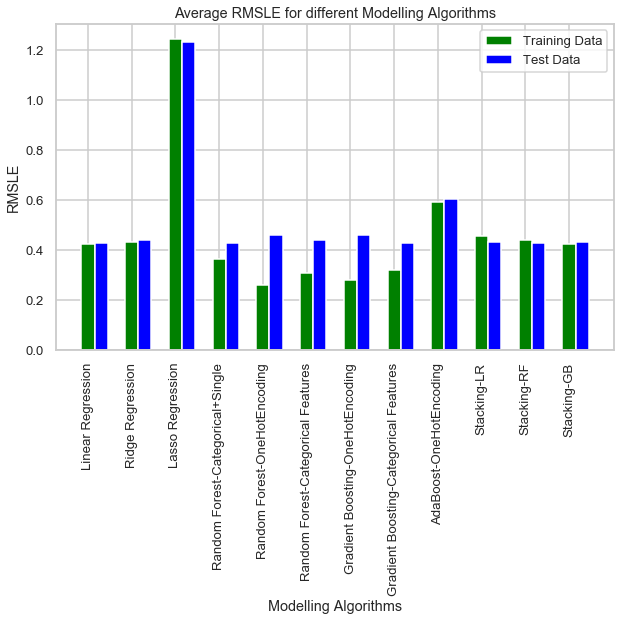 Average RMSLE for different Modelling Algorithms
Training Data
Test Data
RMSLE
1.2
1.0
0.8
0.6
0.4
0.2
0.0
Linear Regression
Ridge Regression
Lasso Regression
Random Forest-Categorical+Single
Random Forest-OneHotEncoding
Random Forest-Categorical Features
Gradient Boosting-OneHotEncoding
Gradient Boosting-Categorical Features
AdaBoost-OneHotEncoding
Stacking-LR
Stacking-RF
Stacking-GB
Modelling Algorithms